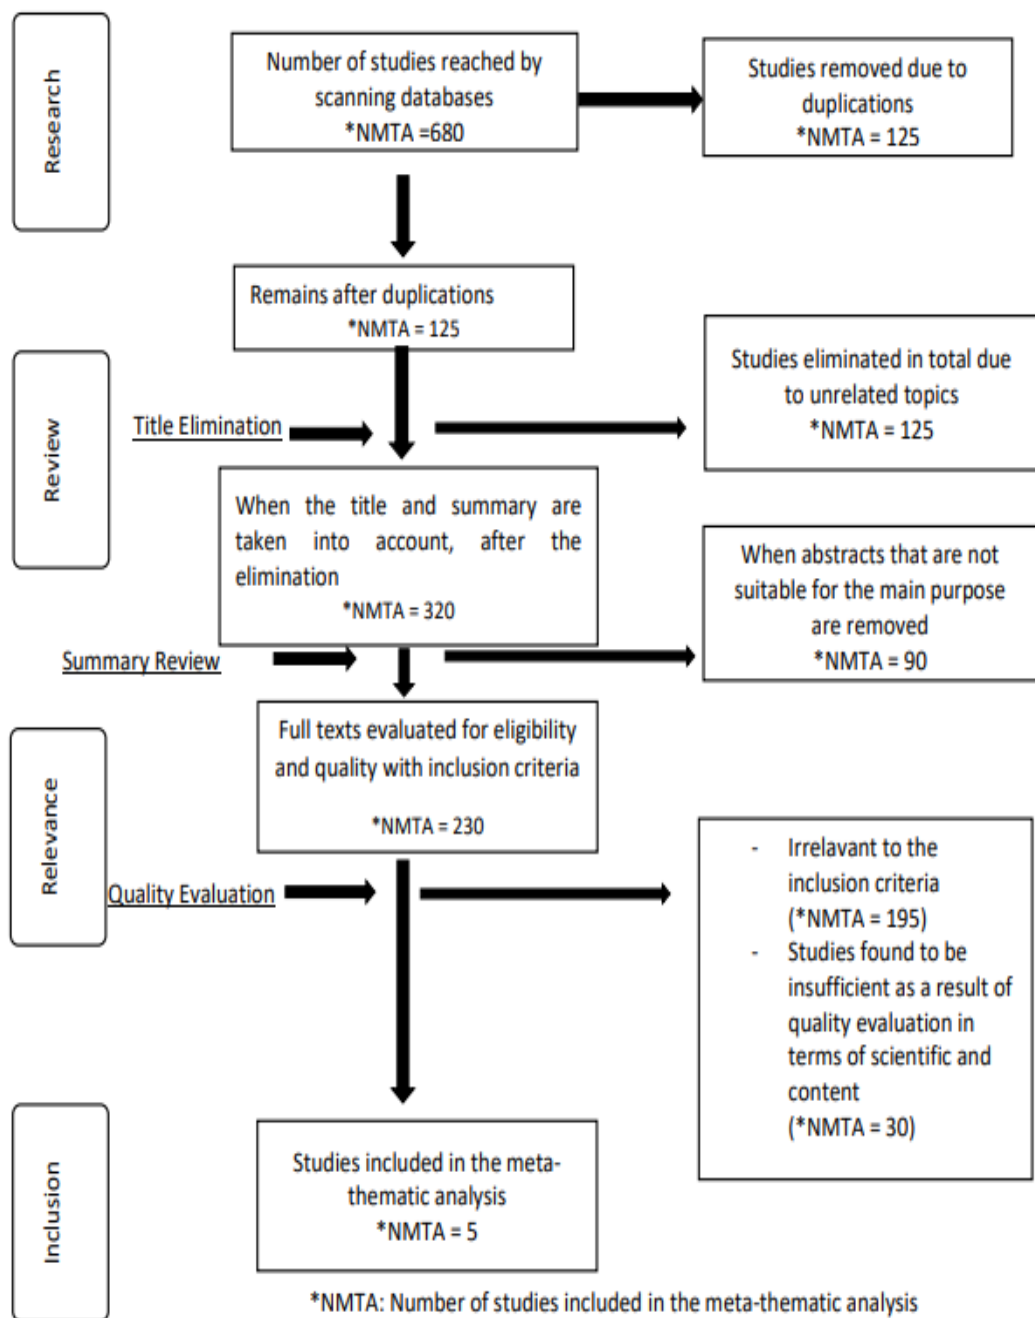 Research
Number of studies reached by
scanning databases
*NMTA =680
Studies removed due to
duplications
*NMTA = 125
Remains after duplications
*NMTA = 125
Review
Title Elimination
Studies eliminated in total due
to unrelated topics
*NMTA = 125
When the title and summary are
taken into account, after the
elimination
*NMTA = 320
Summary Review
When abstracts that are not
suitable for the main purpose
are removed
*NMTA = 90
Relevance
Full texts evaluated for eligibility
and quality with inclusion criteria
*NMTA = 230
Quality Evaluation
- Irrelavant to the
inclusion criteria
(*NMTA = 195)
- Studies found to be
insufficient as a result of
quality evaluation in
terms of scientific and
content
(*NMTA = 30)
Inclusion
Studies included in the meta-
thematic analysis
*NMTA = 5
*NMTA: Number of studies included in the meta-thematic analysis